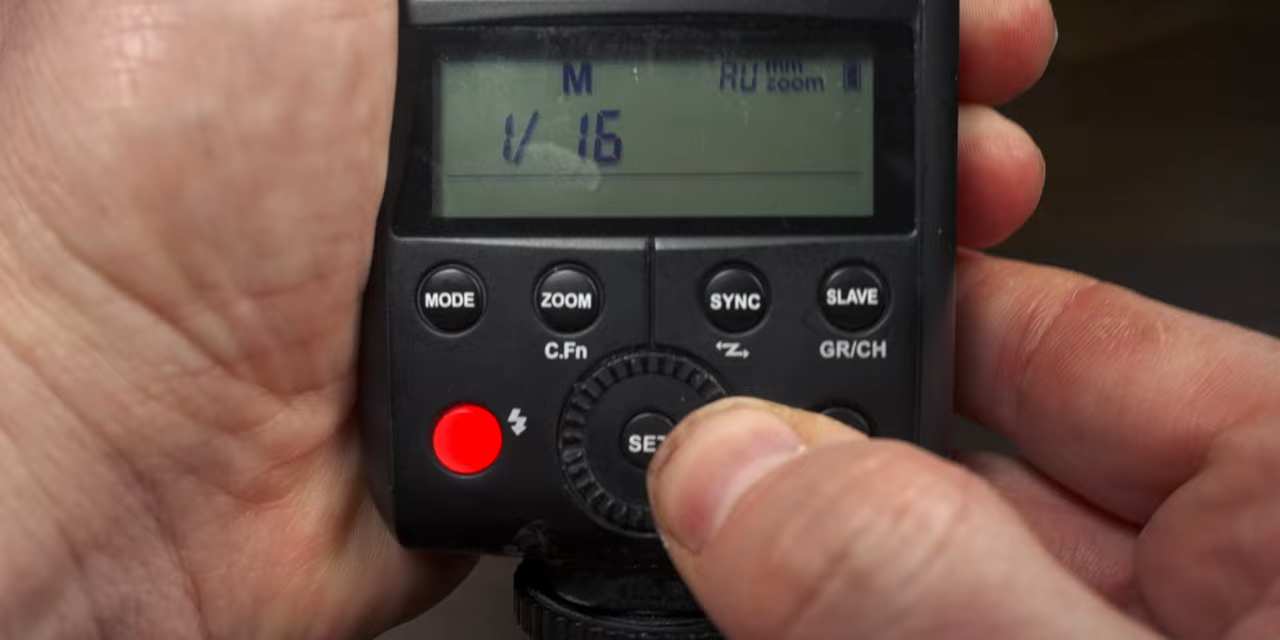 M AU mm zoom
1/ 16
MODE ZOOM SYNC SLAVE
C.Fn GR/CH
SET